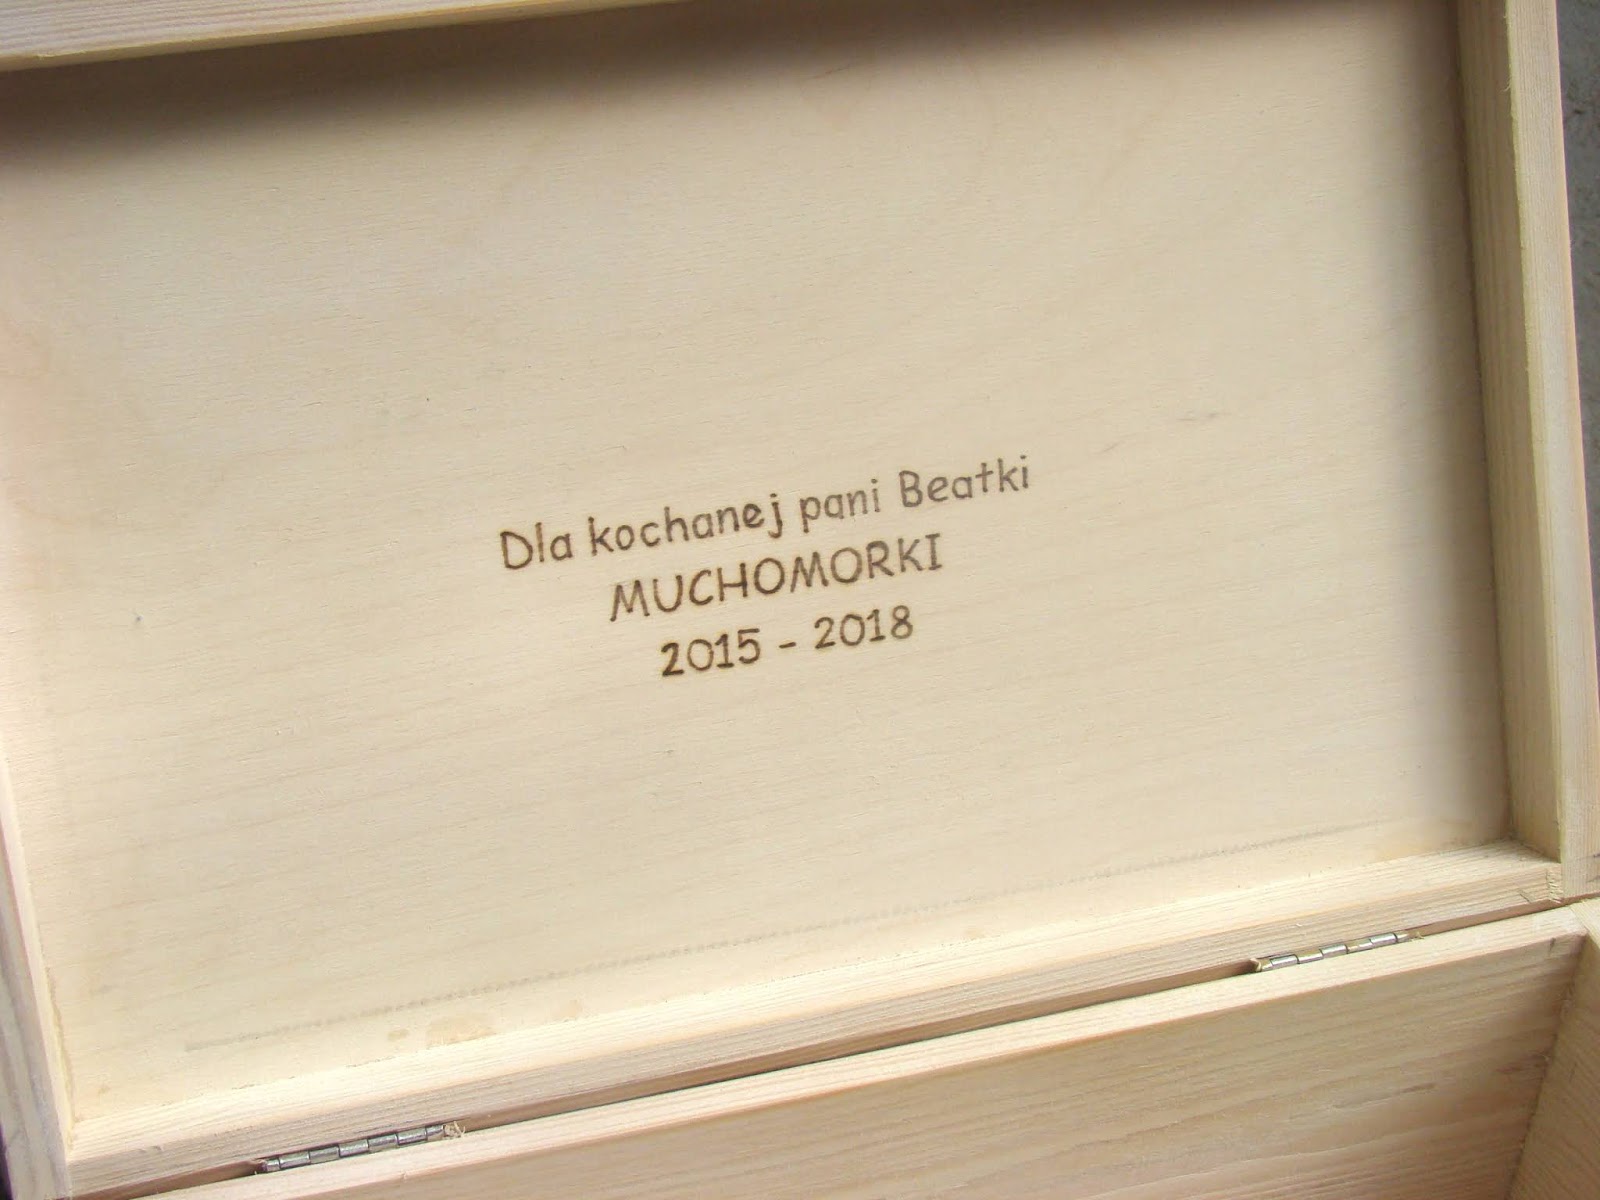 Dla kochanej pani Beatki
MUCHOMORKI
2015 - 2018